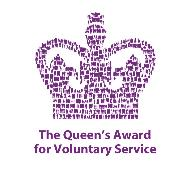 The Queen's Award
for Voluntary Service